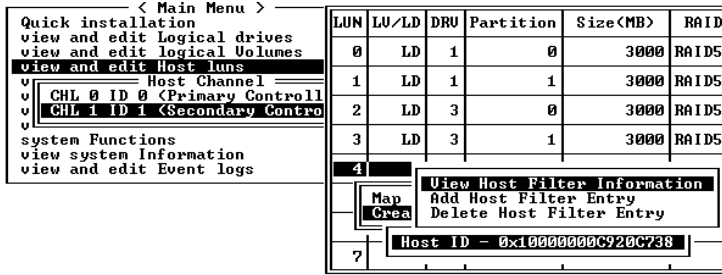 < Main Menu >
Quick installation
view and edit Logical drives
view and edit logical Volumes
view and edit Host luns
v
Host Channel
v CHL 0 ID 0 (Primary Controll
v CHL 1 ID 1 (Secondary Contro
v
system Functions
view system Information
view and edit Event logs
LUN LV/LD DRV Partition Size(MB) RAID
0 LD 1 0 3000 RAID5
1 LD 1 1 3000 RAID5
2 LD 3 0 3000 RAID5
3 LD 3 1 3000 RAID5
4
View Host Filter Information
Map Add Host Filter Entry
Crea Delete Host Filter Entry
Host ID - 0x10000000C920C738
7